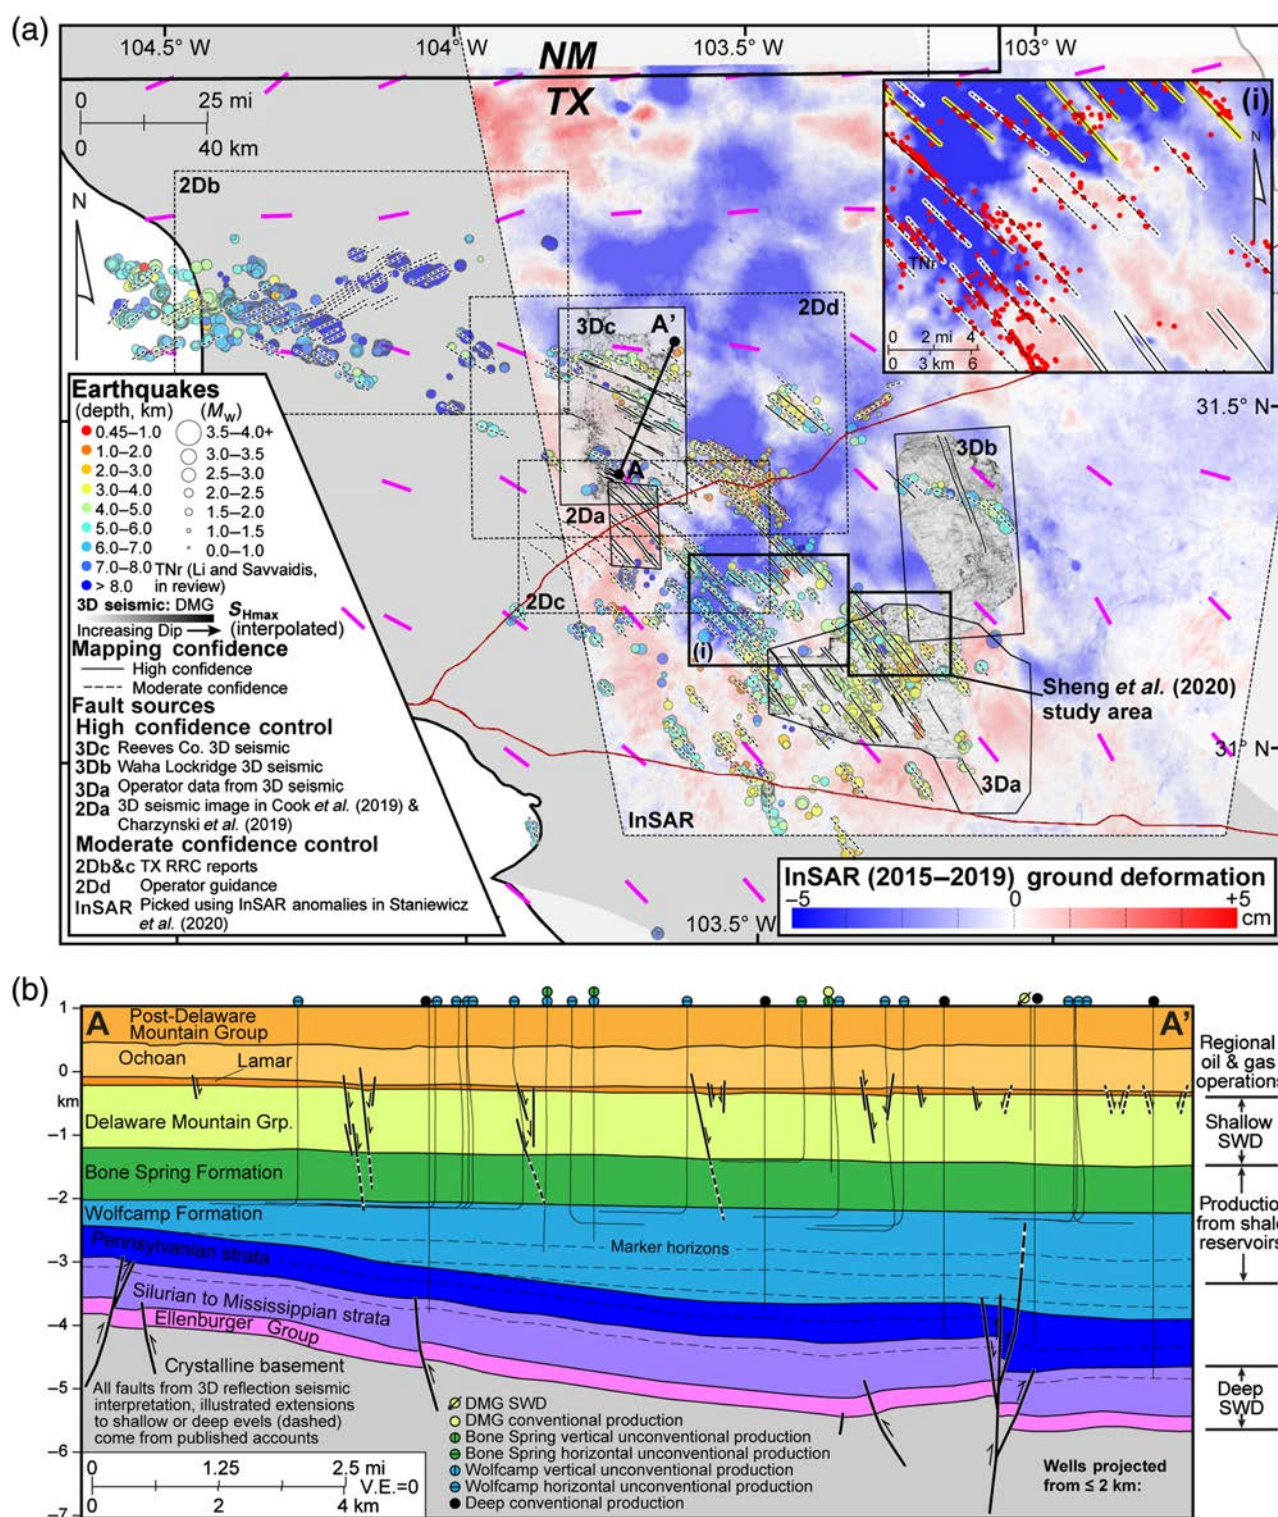 (a)
104.5° W
104° W
103.5° W
103° W
NM
TX
0 25 mi
0 40 km
N
2Db
2Dd
3Dc
A'
A
2Da
2Dc
3Db
31.5° N
(i)
N
TNr
0 2 mi 4
0 3 km 6
(i)
Sheng et al. (2020)
study area
31° N
3Da
InSAR
103.5° W
Earthquakes
(depth, km) (Mw)
0.45–1.0 3.5–4.0+
1.0–2.0 3.0–3.5
2.0–3.0 2.5–3.0
3.0–4.0 2.0–2.5
4.0–5.0 1.5–2.0
5.0–6.0 1.0–1.5
6.0–7.0 0.0–1.0
7.0–8.0 TNr (Li and Savvaidis,
> 8.0 in review)
3D seismic: DMG SHmax
Increasing Dip (interpolated)
Mapping confidence
High confidence
Moderate confidence
Fault sources
High confidence control
3Dc Reeves Co. 3D seismic
3Db Waha Lockridge 3D seismic
3Da Operator data from 3D seismic
2Da 3D seismic image in Cook et al. (2019) &
Charzynski et al. (2019)
Moderate confidence control
2Db&c TX RRC reports
2Dd Operator guidance
InSAR Picked using InSAR anomalies in Staniewicz
et al. (2020)
InSAR (2015–2019) ground deformation
−5 0 +5
cm
(b)
1
0
km
−1
−2
−3
−4
−5
−6
−7
A
A'
Post-Delaware
Mountain Group
Ochoan
Lamar
Delaware Mountain Grp.
Bone Spring Formation
Wolfcamp Formation
Marker horizons
Pennsylvanian strata
Silurian to Mississippian strata
Ellenburger Group
Crystalline basement
All faults from 3D reflection seismic
interpretation, illustrated extensions
to shallow or deep evels (dashed)
come from published accounts
0 1.25 2.5 mi
V.E.=0
0 2 4 km
DMG SWD
DMG conventional production
Bone Spring vertical unconventional production
Bone Spring horizontal unconventional production
Wolfcamp vertical unconventional production
Wolfcamp horizontal unconventional production
Deep conventional production
Wells projected
from ≤ 2 km:
Regional
oil & gas
operations
Shallow
SWD
Production
from shale
reservoirs
Deep
SWD